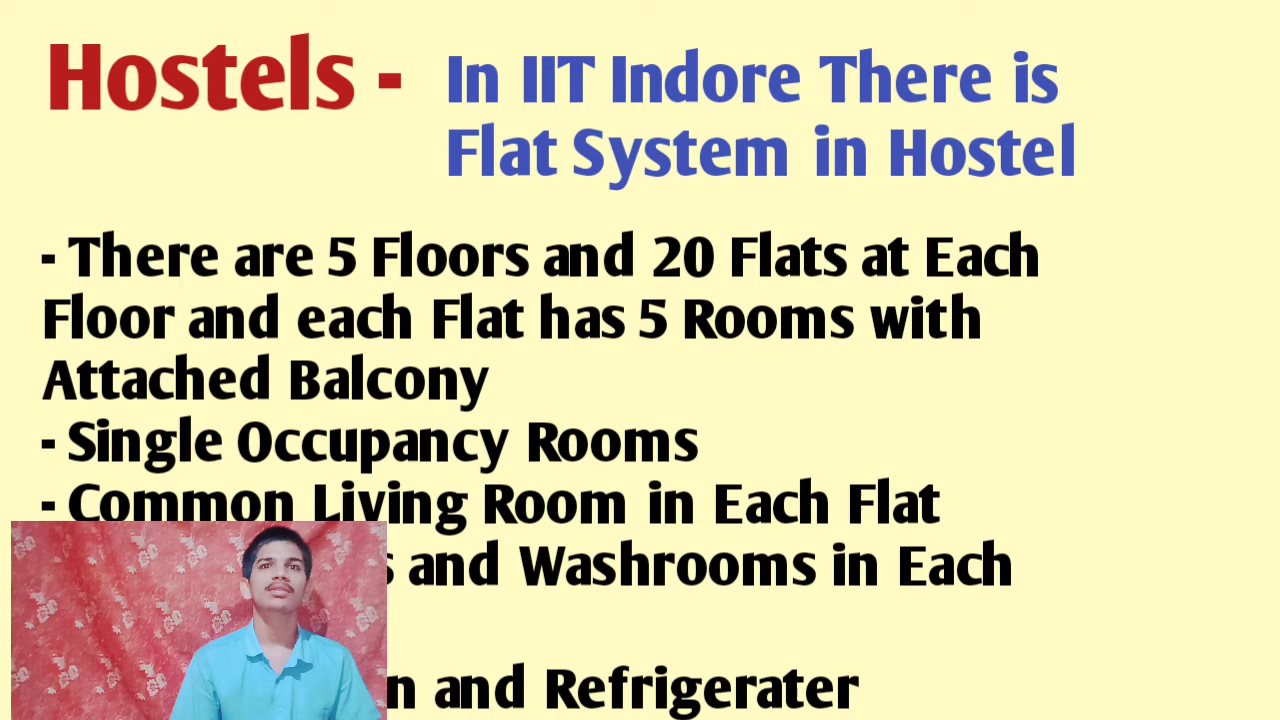 Hostels - In IIT Indore There is
Flat System in Hostel
- There are 5 Floors and 20 Flats at Each
Floor and each Flat has 5 Rooms with
Attached Balcony
- Single Occupancy Rooms
- Common Living Room in Each Flat
and Washrooms in Each
and Refrigerater